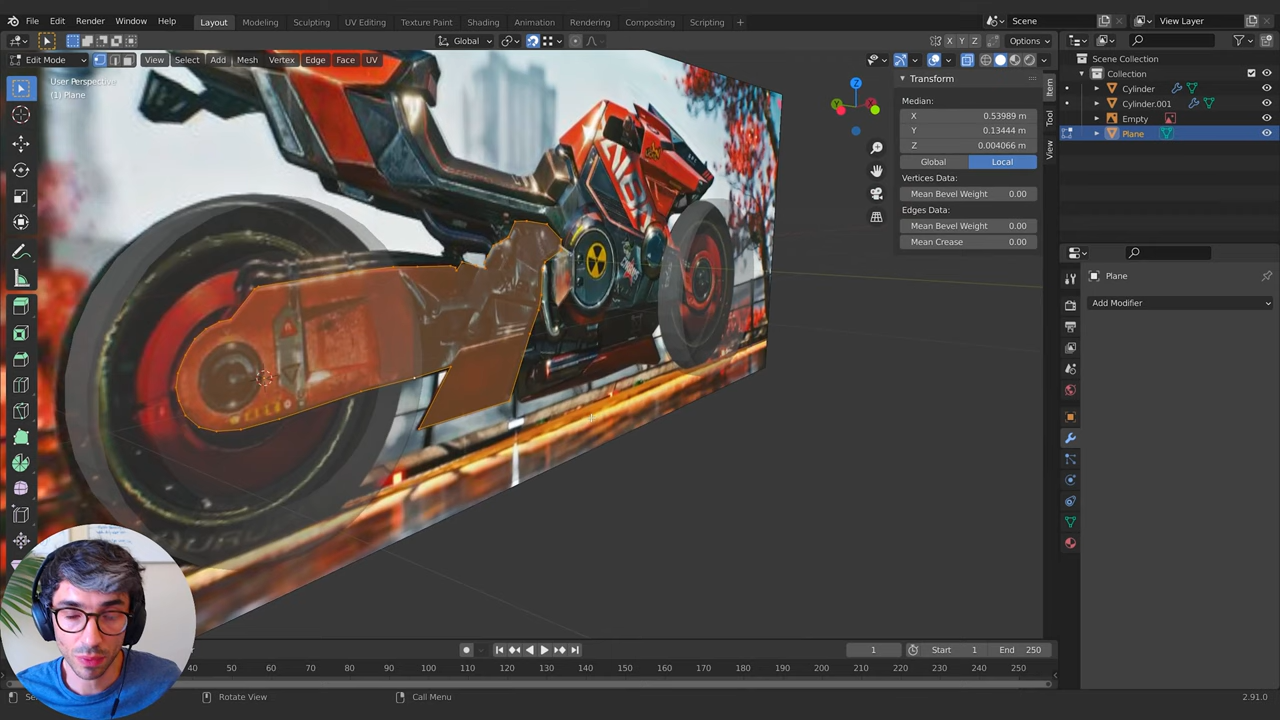 File Edit Render Window Help
Layout Modeling Sculpting UV Editing Texture Paint Shading Animation Rendering Compositing Scripting +
Scene
View Layer
Global
X Y Z
Options
Edit Mode
View Select Add Mesh Vertex Edge Face UV
User Perspective
(1) Plane
Transform
Median:
X 0.53989 m
Y 0.13444 m
Z 0.004066 m
Global Local
Vertices Data:
Mean Bevel Weight 0.00
Edges Data:
Mean Bevel Weight 0.00
Mean Crease 0.00
Item
Tool
View
Scene Collection
Collection
Cylinder
Cylinder.001
Empty
Plane
Plane
Add Modifier
Z
Y
1
Start 1
End 250
40 50 60 70 80 90 100 110 120 130 140 150 160 170 180 190 200 210 220 230 240 250
Rotate View
Call Menu
2.91.0